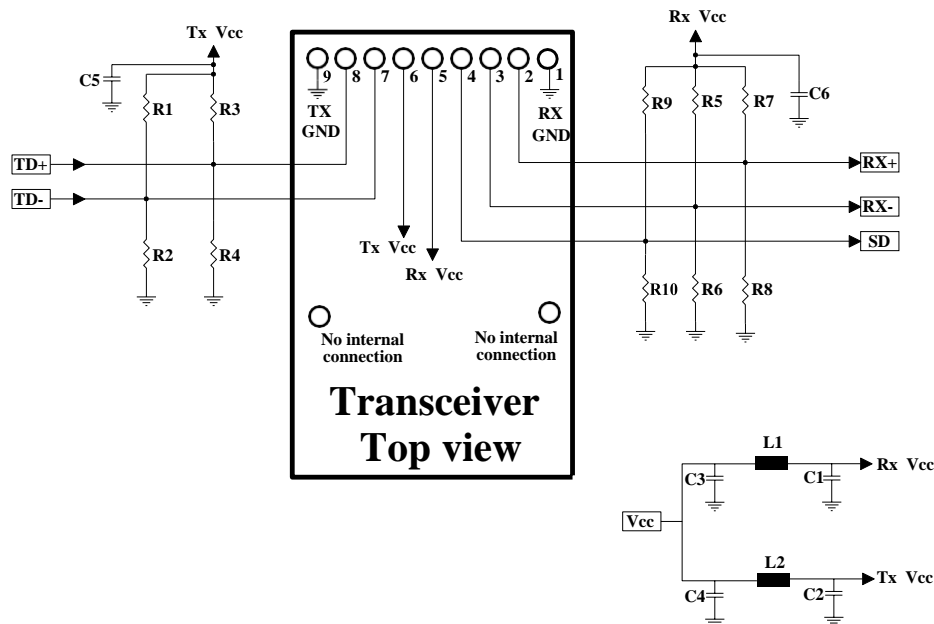 Tx Vcc
Rx Vcc
C5
R1
R3
9
8
7
6
5
4
3
2
1
TX
GND
RX
GND
R9
R5
R7
C6
TD+
TD-
RX+
RX-
SD
R2
R4
Tx Vcc
Rx Vcc
R10
R6
R8
No internal
connection
No internal
connection
Transceiver
Top view
L1
C3
C1
Rx Vcc
Vcc
L2
C4
C2
Tx Vcc